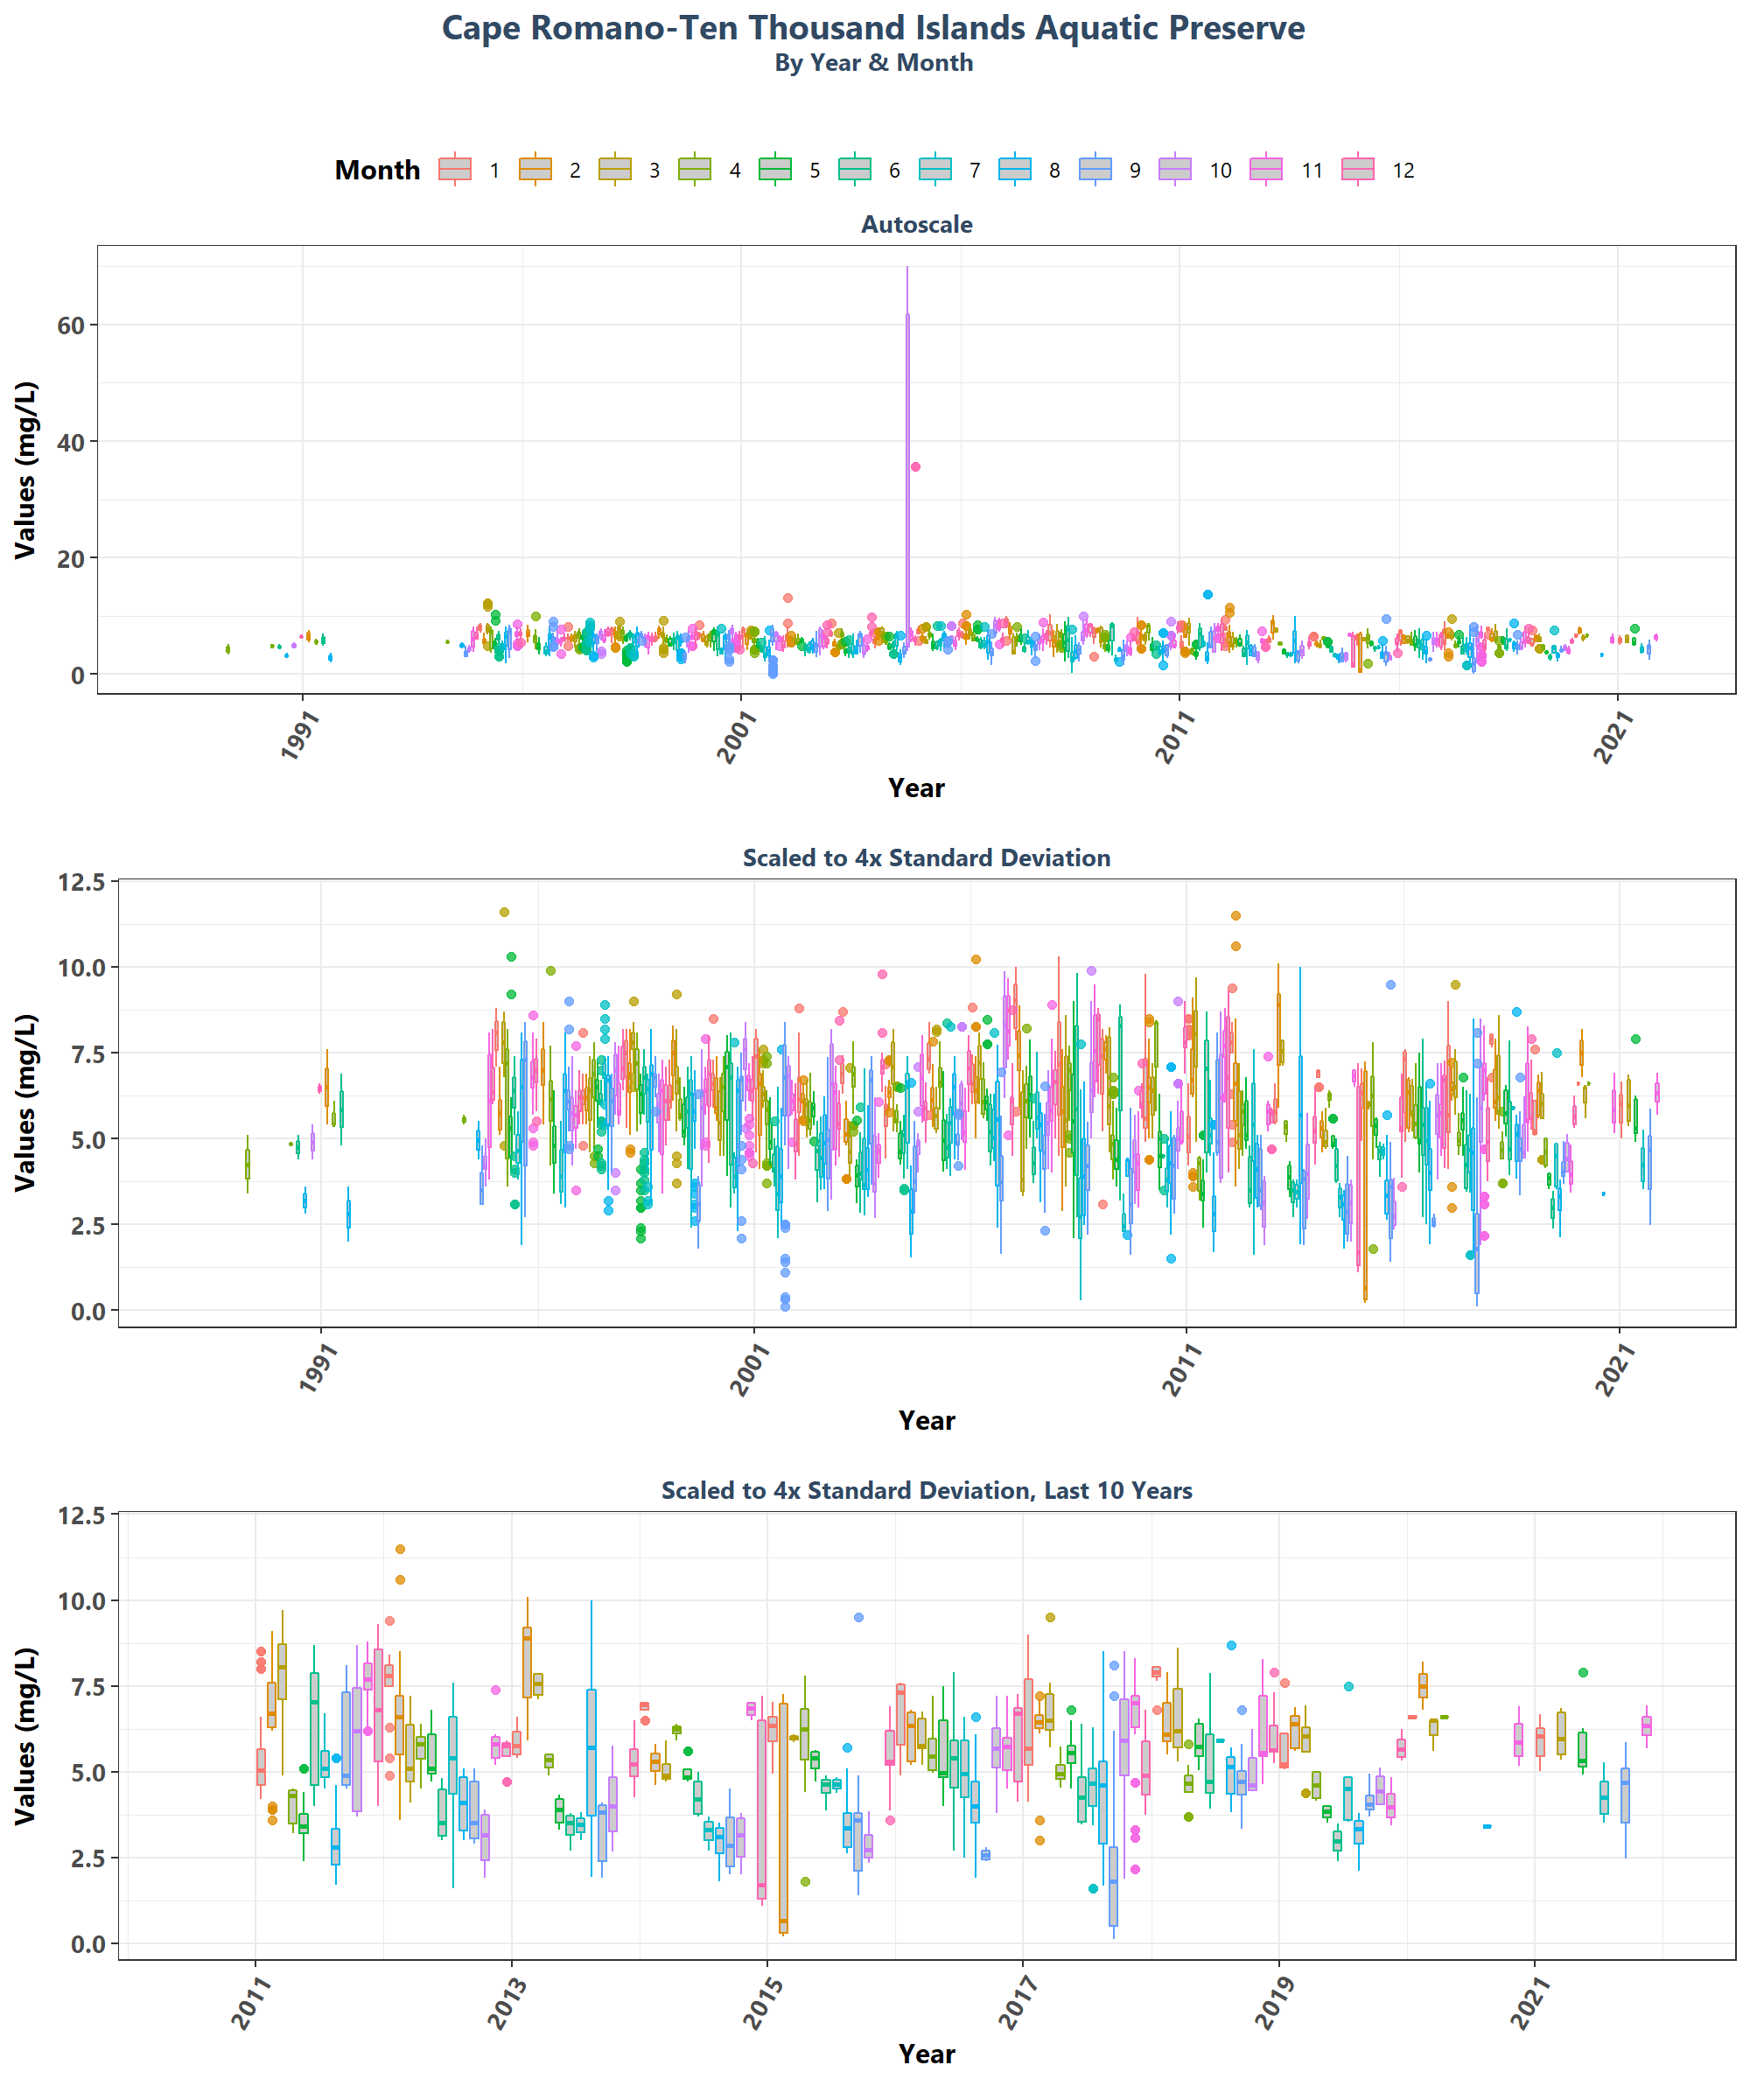 Cape Romano-Ten Thousand Islands Aquatic Preserve
By Year & Month
Month 1 2 3 4 5 6 7 8 9 10 11 12
Autoscale
Values (mg/L)
60
40
20
0
1991 2001 2011 2021
Year
Scaled to 4x Standard Deviation
Values (mg/L)
12.5
10.0
7.5
5.0
2.5
0.0
1991 2001 2011 2021
Year
Scaled to 4x Standard Deviation, Last 10 Years
Values (mg/L)
12.5
10.0
7.5
5.0
2.5
0.0
2011 2013 2015 2017 2019 2021
Year